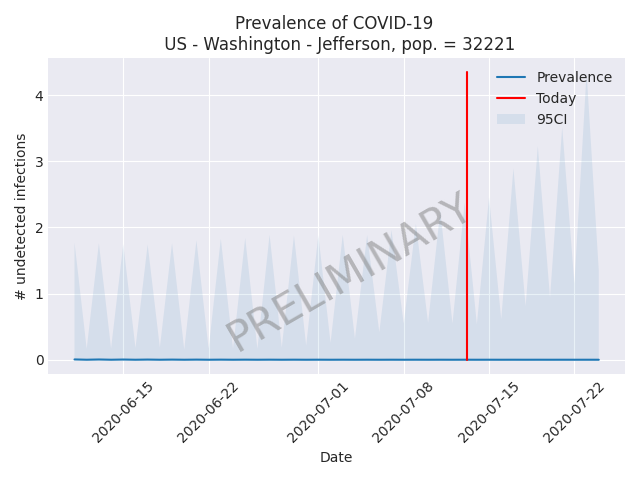 Prevalence of COVID-19
US - Washington - Jefferson, pop. = 32221
Prevalence
Today
95CI
PRELIMINARY
# undetected infections
4
3
2
1
0
2020-06-15
2020-06-22
2020-07-01
2020-07-08
2020-07-15
2020-07-22
Date